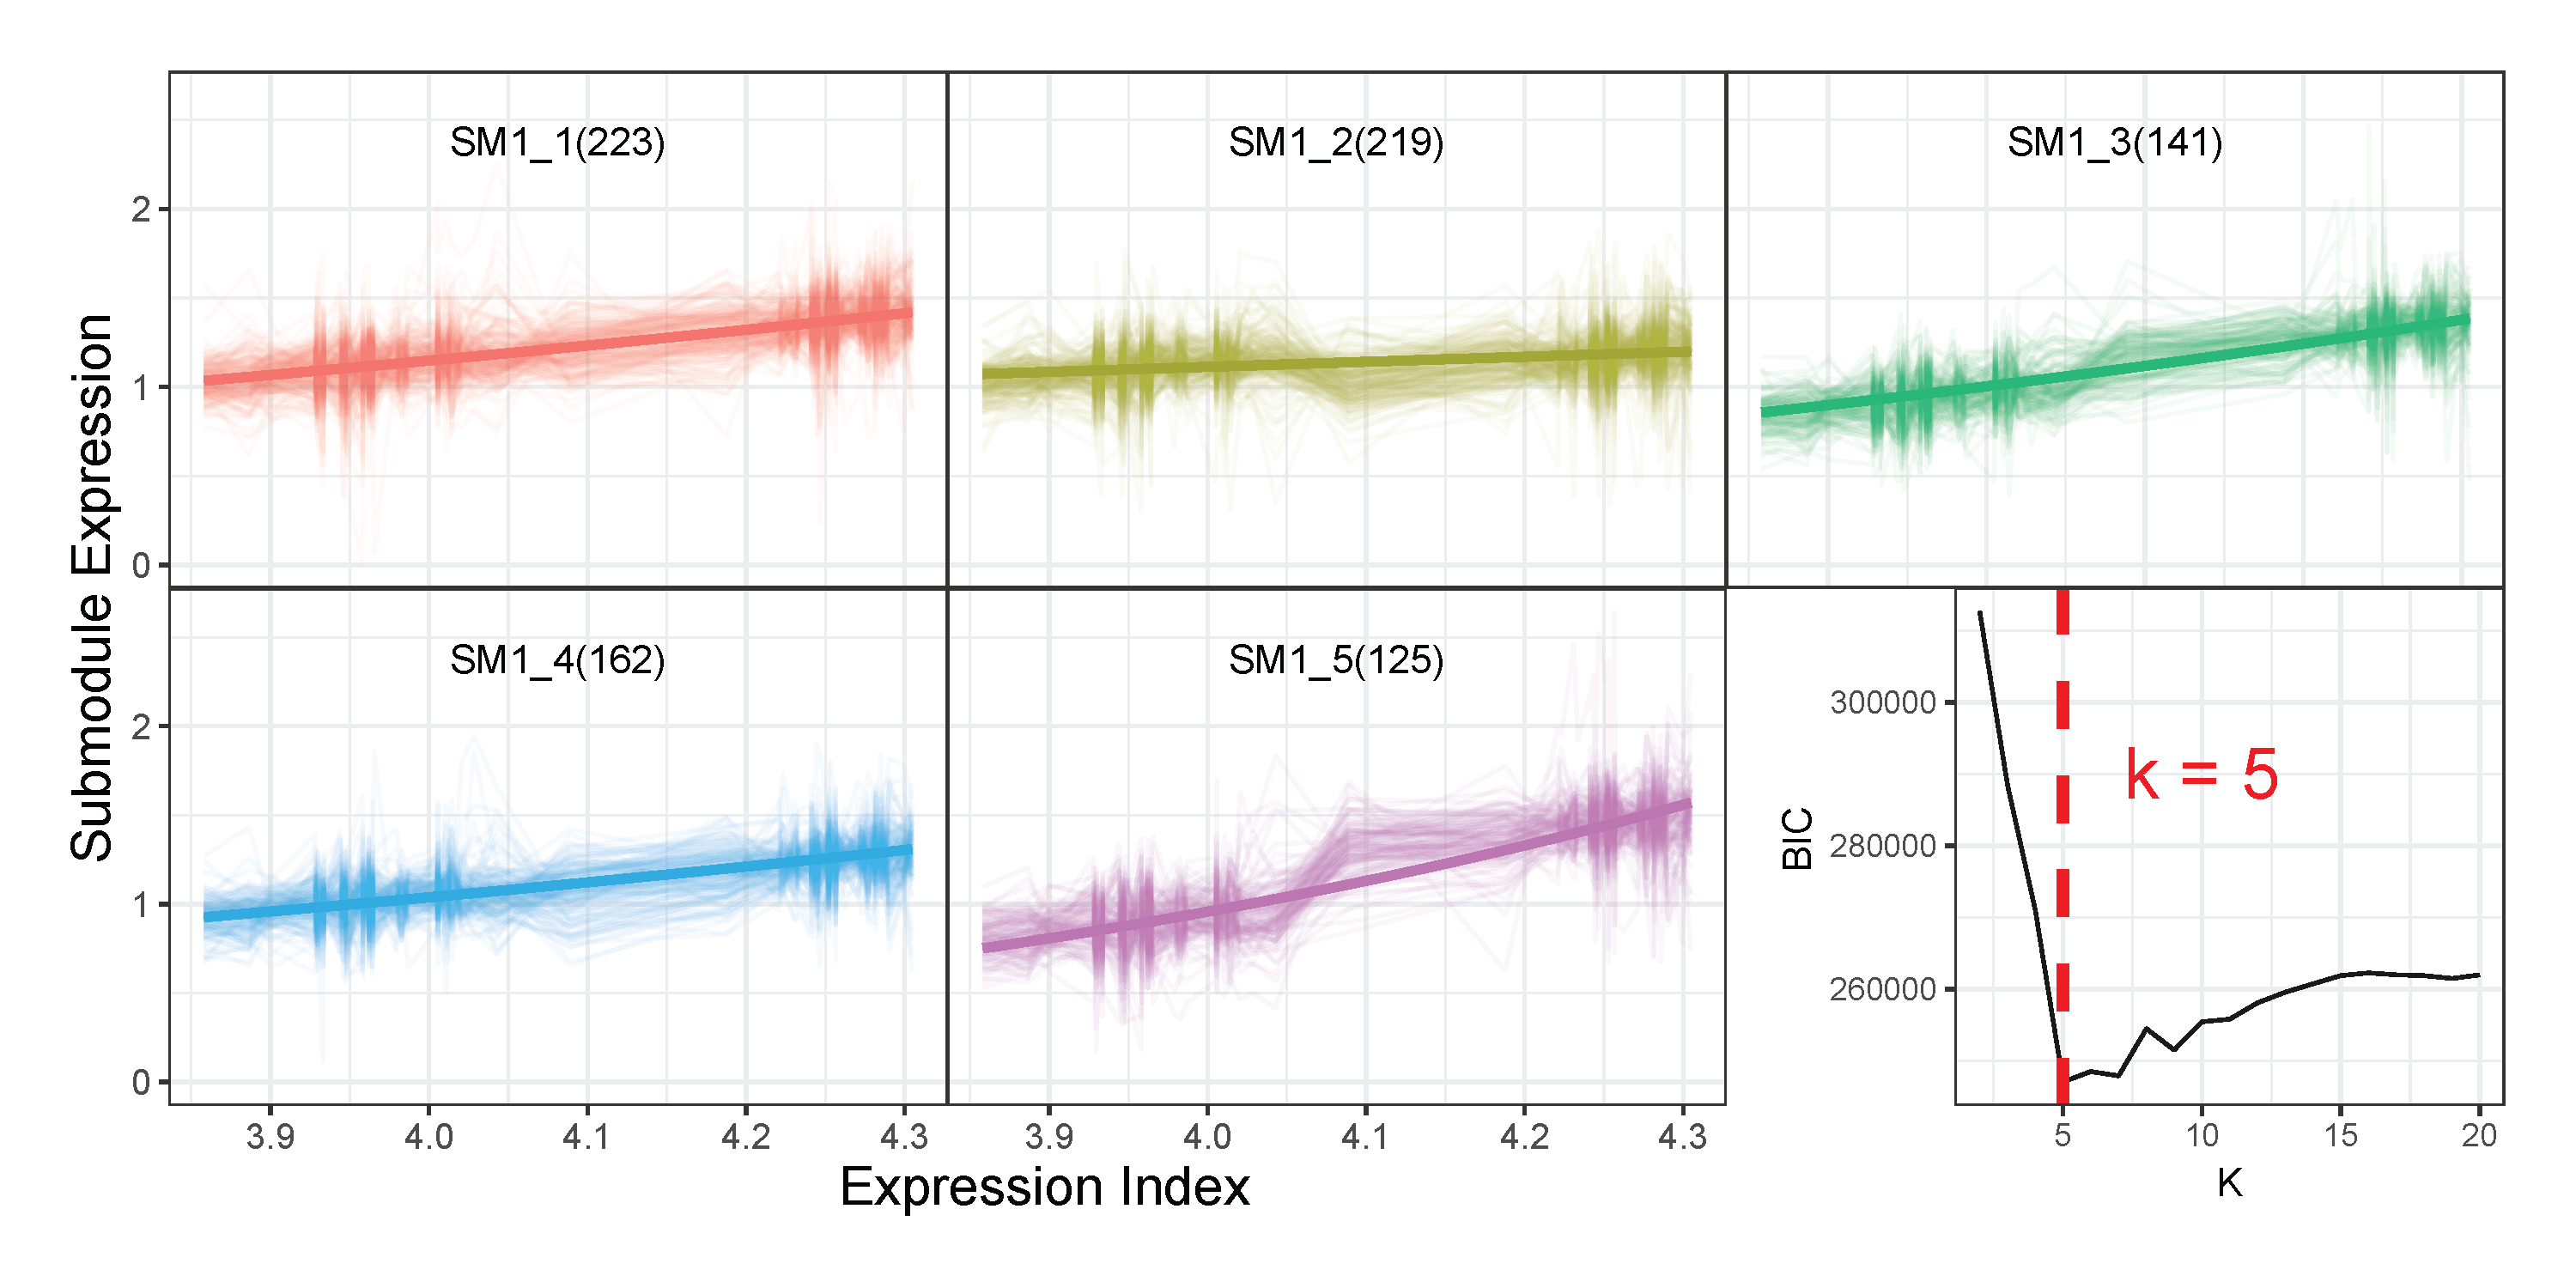 SM1_1(223)
SM1_2(219)
SM1_3(141)
2
1
0
Submodule Expression
SM1_4(162)
SM1_5(125)
2
1
0
3.9 4.0 4.1 4.2 4.3
3.9 4.0 4.1 4.2 4.3
Expression Index
300000
280000
260000
BIC
k = 5
5 10 15 20
K